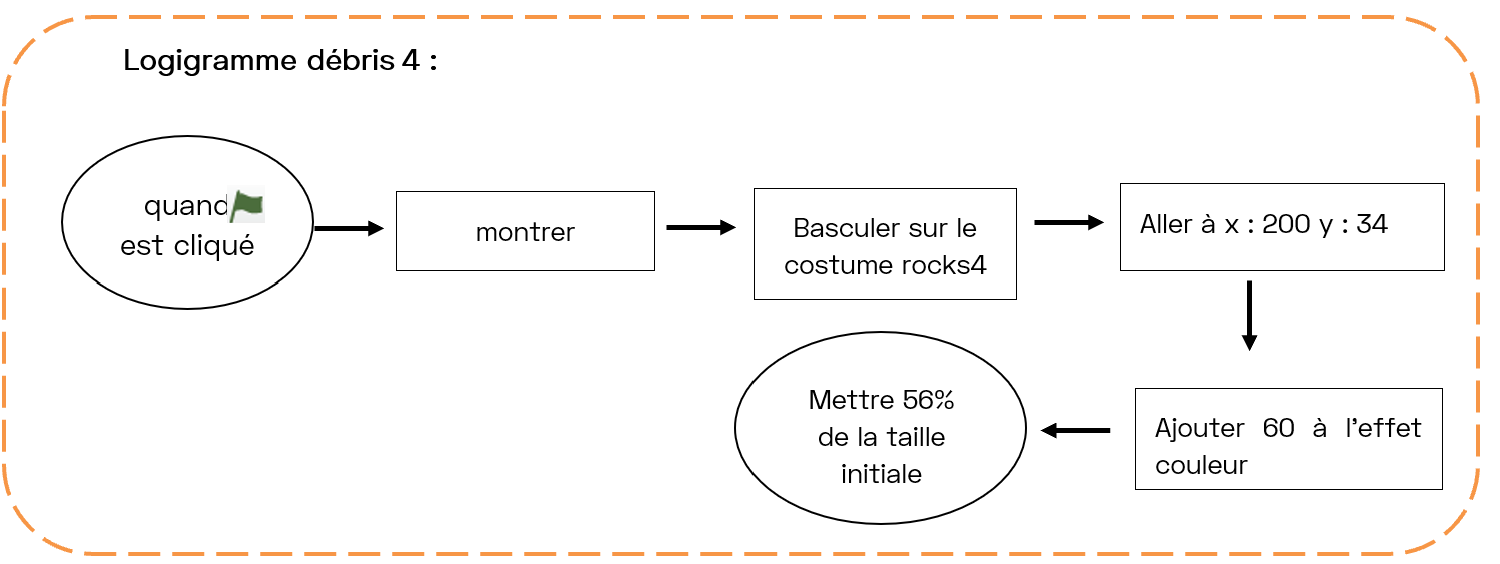 Logigramme débris 4 :
quand
est cliqué
montrer
Basculer sur le
costume rocks4
Aller à x : 200 y : 34
Ajouter 60 à l'effet
couleur
Mettre 56%
de la taille
initiale